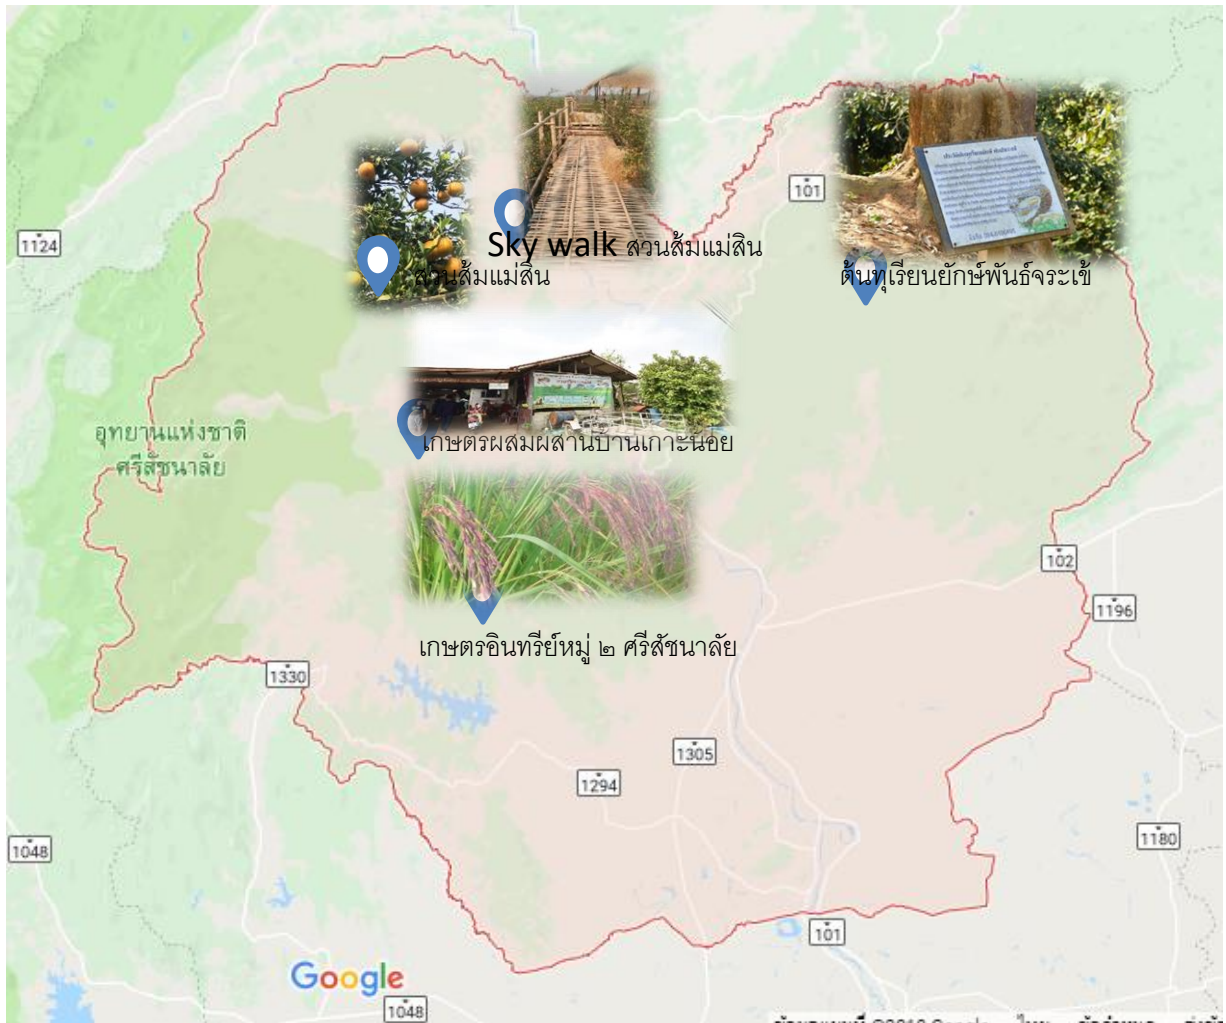 101
1124
Sky walk สวนส้มแม่สิน
สวนส้มแม่สิน
ต้นทุเรียนยักษ์พันธ์จระเข้
อุทยานแห่งชาติ
ศรีสัชนาลัย
เกษตรผสมผสานบ้านเกาะน้อย
102
1196
เกษตรอินทรีย์หมู่ ๒ ศรีสัชนาลัย
1330
1305
1294
1180
1048
101
Google
1048